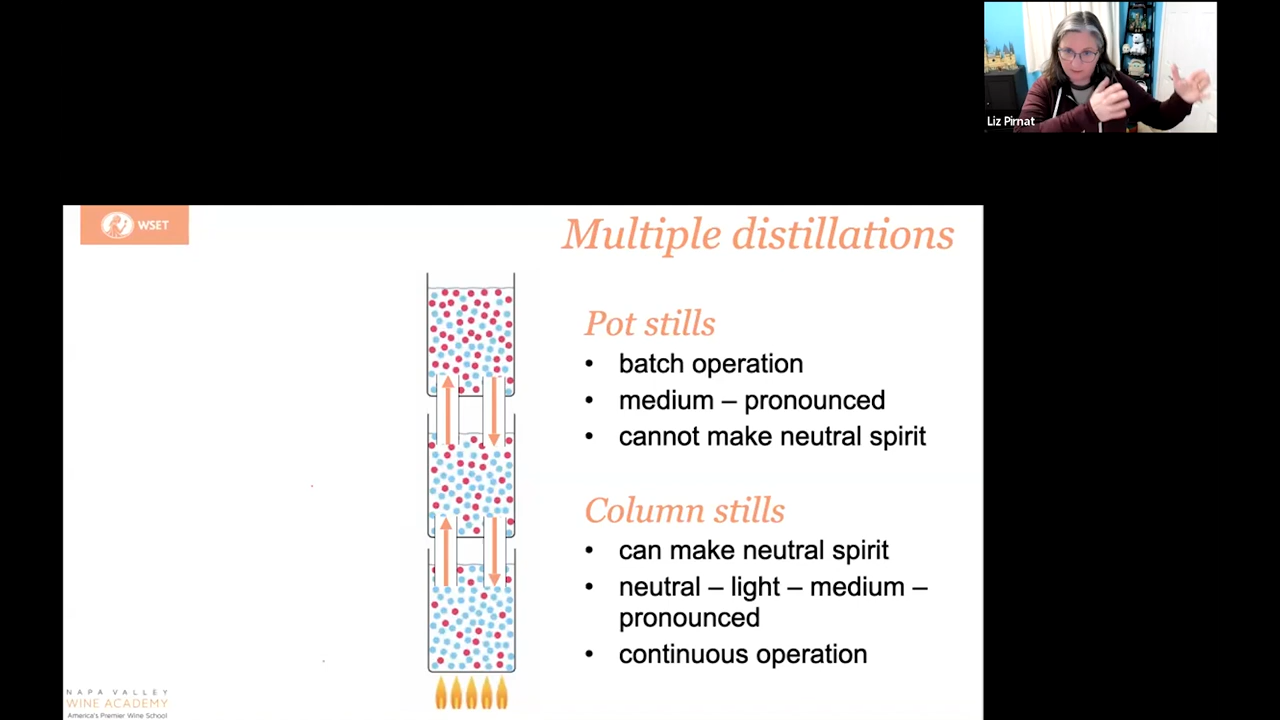 Liz Pirnat
WSET
Multiple distillations
Pot stills
• batch operation
• medium – pronounced
• cannot make neutral spirit
Column stills
• can make neutral spirit
• neutral – light – medium –
pronounced
• continuous operation
NAPA VALLEY
WINE ACADEMY
America's Premier Wine School